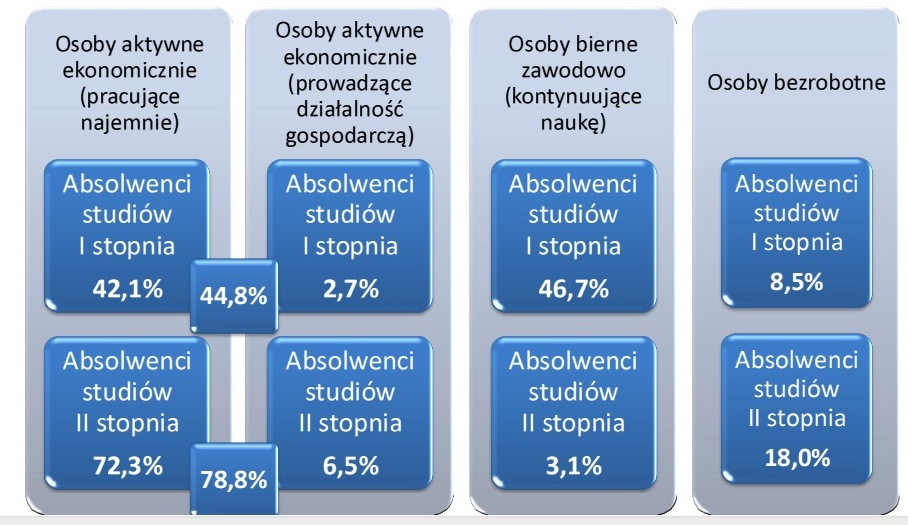 Osoby aktywne
ekonomicznie
(pracujące
najemnie)
Absolwenci
studiów
I stopnia
42,1%
Absolwenci
studiów
II stopnia
72,3%
44,8%
78,8%
Osoby aktywne
ekonomicznie
(prowadzące
działalność
gospodarczą)
Absolwenci
studiów
I stopnia
2,7%
Absolwenci
studiów
II stopnia
6,5%
Osoby bierne
zawodowo
(kontynuujące
naukę)
Absolwenci
studiów
I stopnia
46,7%
Absolwenci
studiów
II stopnia
3,1%
Osoby bezrobotne
Absolwenci
studiów
I stopnia
8,5%
Absolwenci
studiów
II stopnia
18,0%